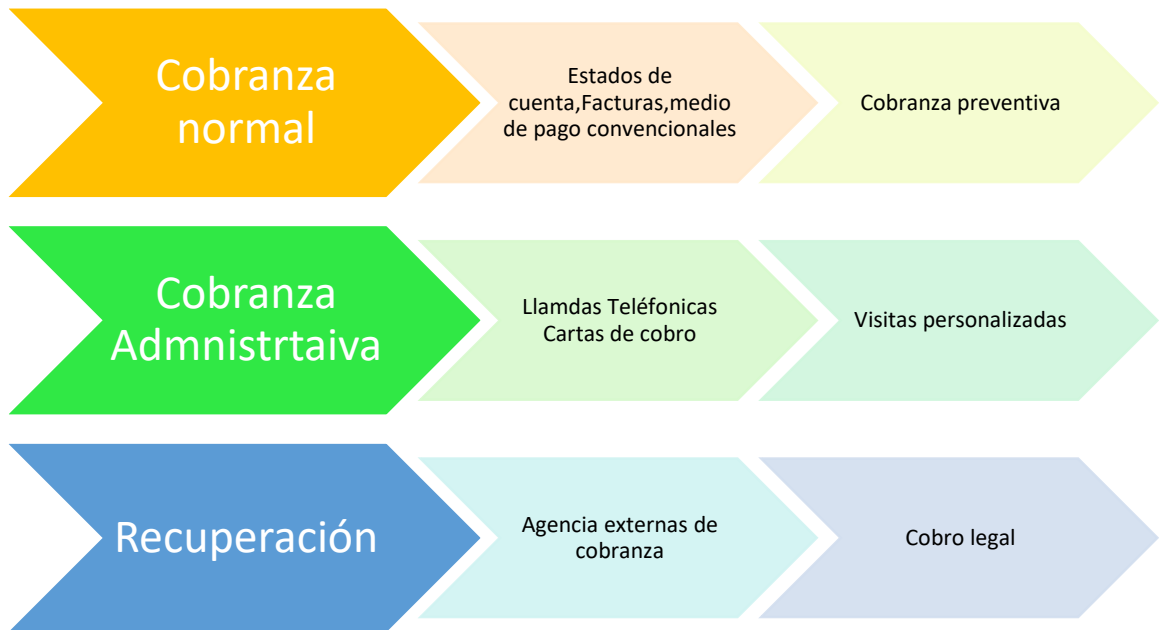 Cobranza
normal
Estados de
cuenta,Facturas,medio
de pago convencionales
Cobranza preventiva
Cobranza
Admnistrtaiva
Llamdas Teléfonicas
Cartas de cobro
Visitas personalizadas
Recuperación
Agencia externas de
cobranza
Cobro legal